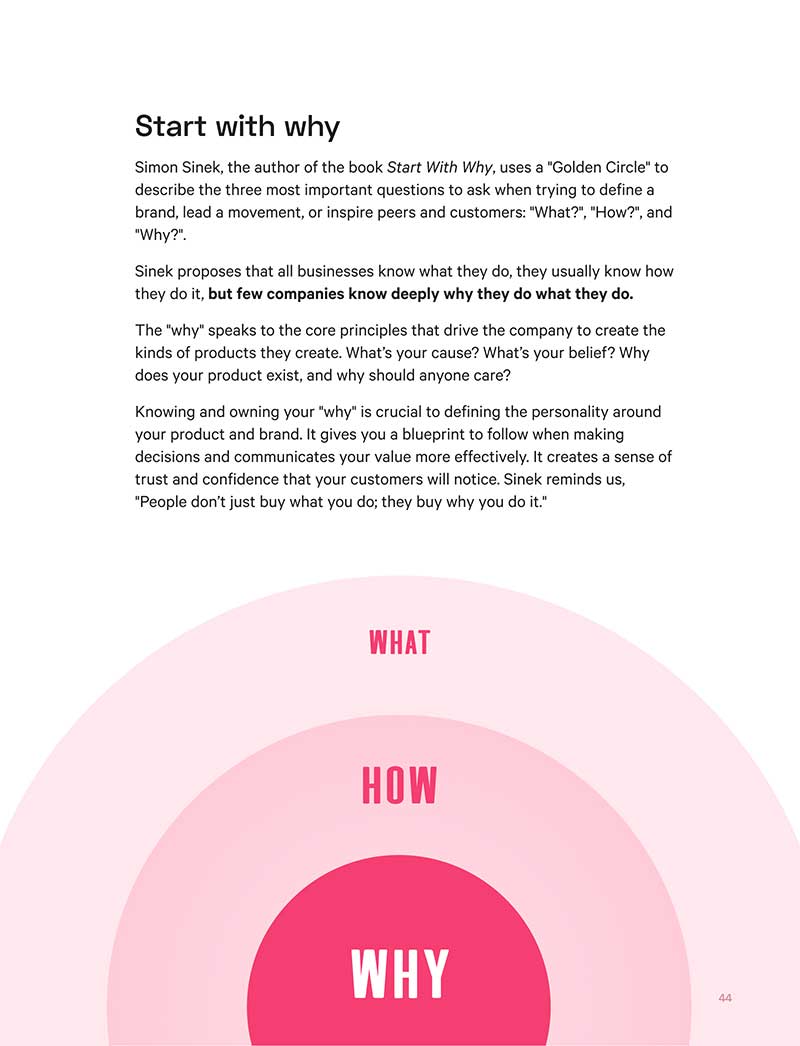 Start with why
Simon Sinek, the author of the book Start With Why, uses a "Golden Circle" to
describe the three most important questions to ask when trying to define a
brand, lead a movement, or inspire peers and customers: "What?", "How?", and
"Why?".
Sinek proposes that all businesses know what they do, they usually know how
they do it, but few companies know deeply why they do what they do.
The "why" speaks to the core principles that drive the company to create the
kinds of products they create. What’s your cause? What’s your belief? Why
does your product exist, and why should anyone care?
Knowing and owning your "why" is crucial to defining the personality around
your product and brand. It gives you a blueprint to follow when making
decisions and communicates your value more effectively. It creates a sense of
trust and confidence that your customers will notice. Sinek reminds us,
"People don’t just buy what you do; they buy why you do it."
WHAT
HOW
WHY
44